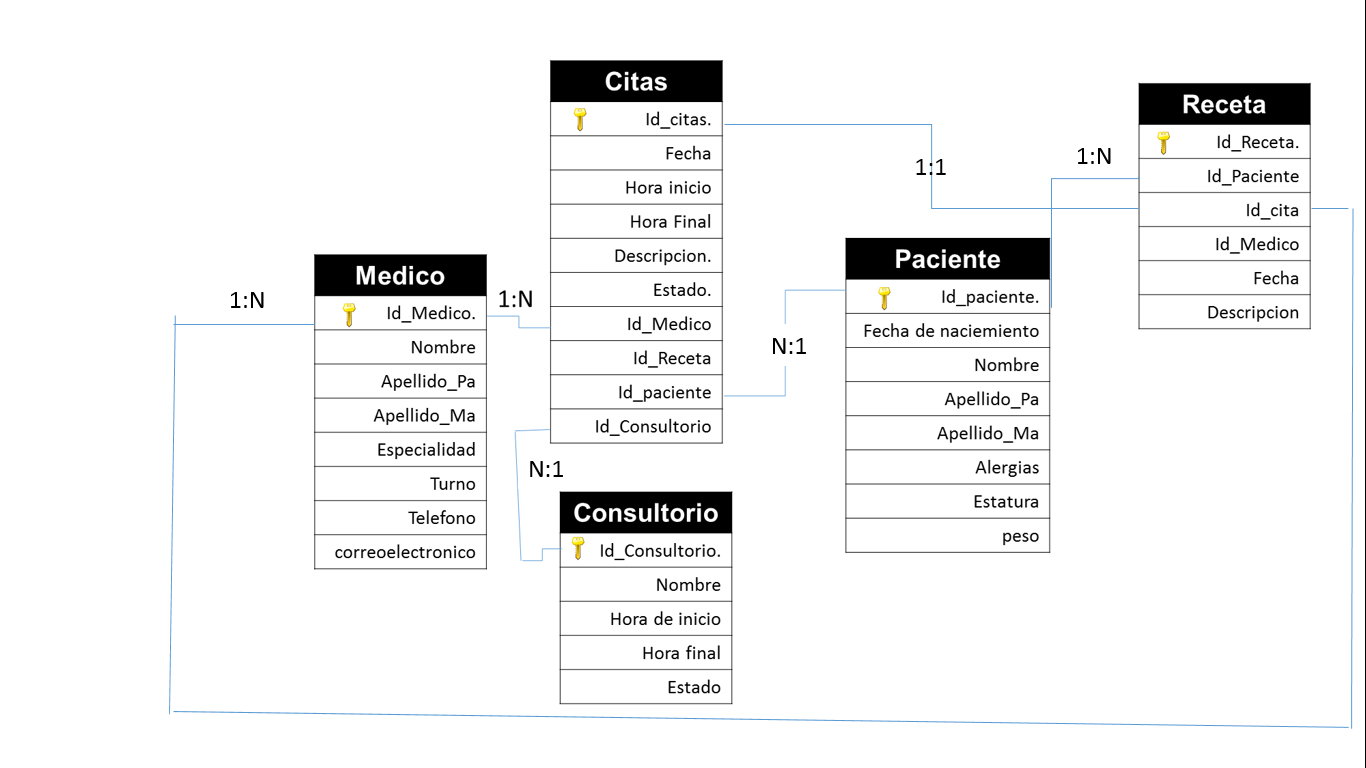 Citas
Id_citas.
Fecha
Hora inicio
Hora Final
Descripcion.
Estado.
Id_Medico
Id_Receta
Id_paciente
Id_Consultorio
Receta
Id_Receta.
Id_Paciente
Id_cita
Id_Medico
Fecha
Descripcion
1:1
1:N
Medico
Id_Medico.
Nombre
Apellido_Pa
Apellido_Ma
Especialidad
Turno
Telefono
correoelectronico
1:N
1:N
Paciente
Id_paciente.
Fecha de naciemiento
Nombre
Apellido_Pa
Apellido_Ma
Alergias
Estatura
peso
N:1
N:1
Consultorio
Id_Consultorio.
Nombre
Hora de inicio
Hora final
Estado